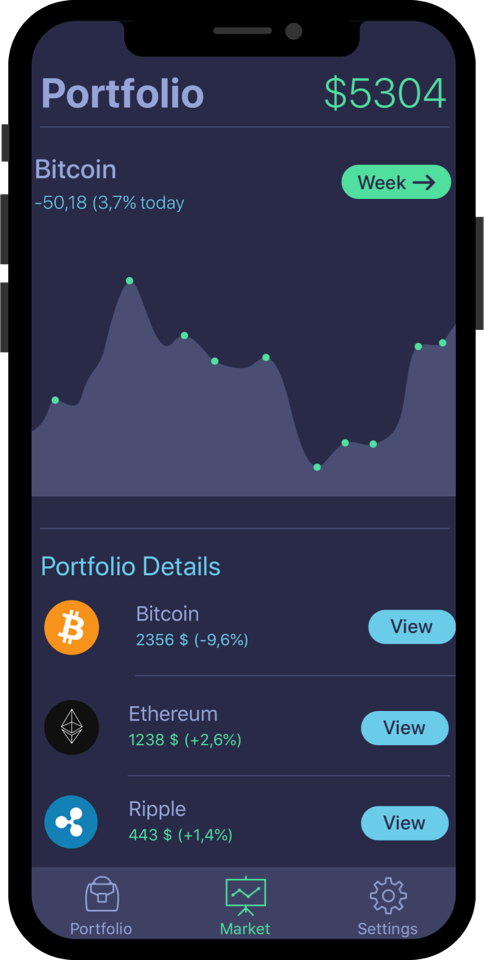 Portfolio
$5304
Bitcoin
-50,18 (3,7% today
Week
Portfolio Details
Bitcoin
2356 $ (-9,6%)
View
Ethereum
1238 $ (+2,6%)
View
Ripple
443 $ (+1,4%)
View
Portfolio
Market
Settings